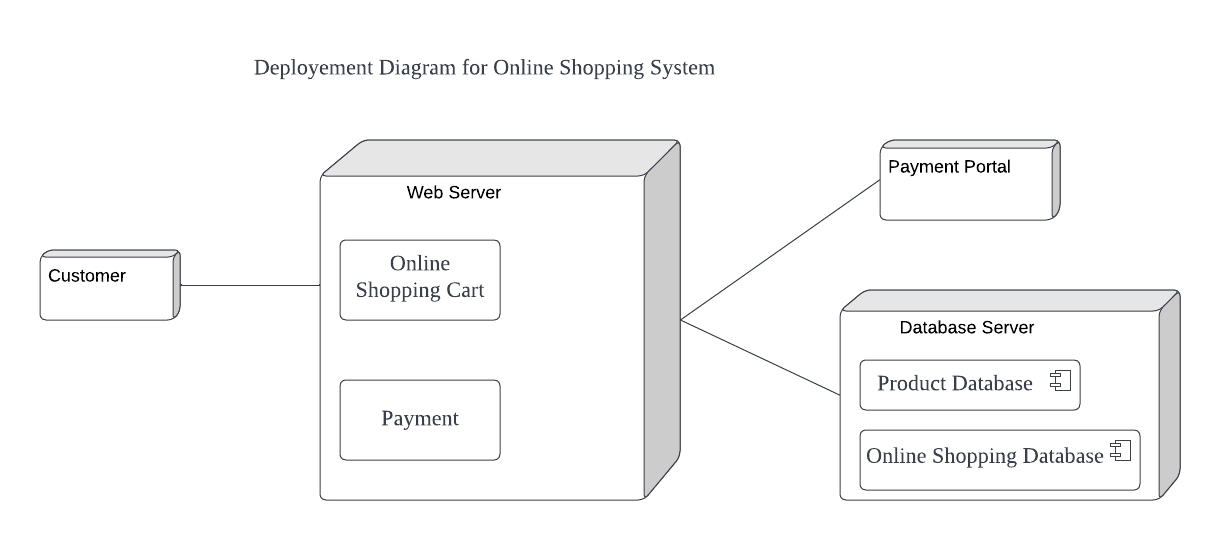 Deployement Diagram for Online Shopping System
Customer
Web Server
Online
Shopping Cart
Payment
Payment Portal
Database Server
Product Database
Online Shopping Database